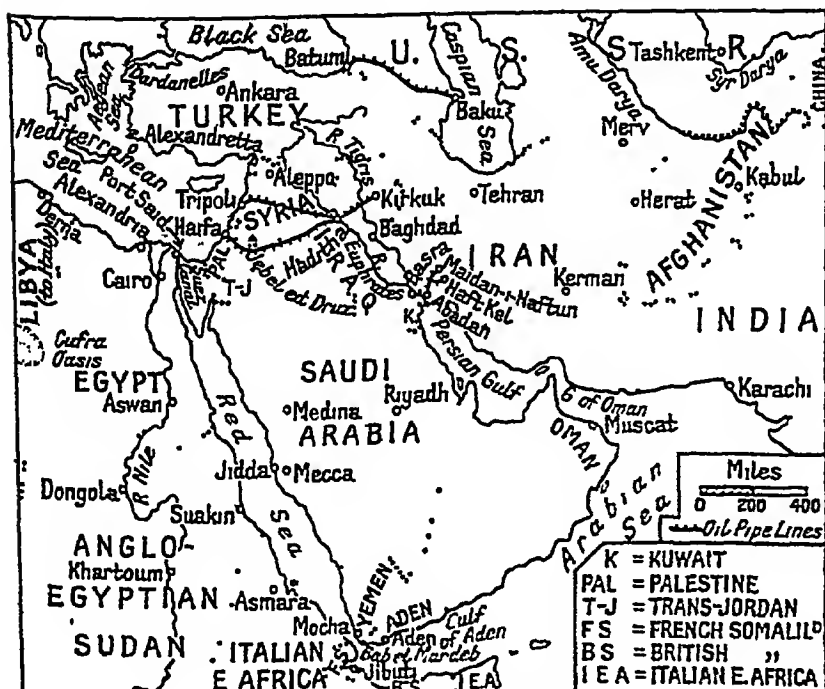 Black Sea
Batum
U. S. S. R.
Caspian Sea
Tashkent
Amu Darya
Syr Darya
CHINA
Dardanelles
Aegean Sea
Ankara
TURKEY
Baku
Merv
Mediterranean Sea
Alexandretta
R Tigris
AFGHANISTAN
Aleppo
Kabul
Alexandria
Port Said
Tripoli
SYRIA
Kirkuk
Tehran
Herat
Derna
Haifa
Baghdad
LIBYA
(to Italy)
Cairo
Suez Canal
PAL
T-J
Jebel ed Druz
Hadith
IRAQ
R Euphrates
Basra
Maidan-i-Naftun
Haft Kel
Abadan
IRAN
Kerman
K
Persian Gulf
INDIA
Cufra
Oasis
EGYPT
Aswan
SAUDI
ARABIA
Riyadh
Medina
G of Oman
Karachi
Muscat
OMAN
R Nile
Red Sea
Jidda
Mecca
Dongola
Suakin
Arabian Sea
Miles
0 200 400
Oil Pipe Lines
ANGLO-
Khartoum
EGYPTIAN
SUDAN
Asmara
YEMEN
Mocha
ADEN
Aden
Gulf
of Aden
ITALIAN
E. AFRICA
F S
Jibuti
B S
I E A
K = KUWAIT
PAL = PALESTINE
T-J = TRANS-JORDAN
F S = FRENCH SOMALILD
B S = BRITISH „
I E A = ITALIAN E. AFRICA